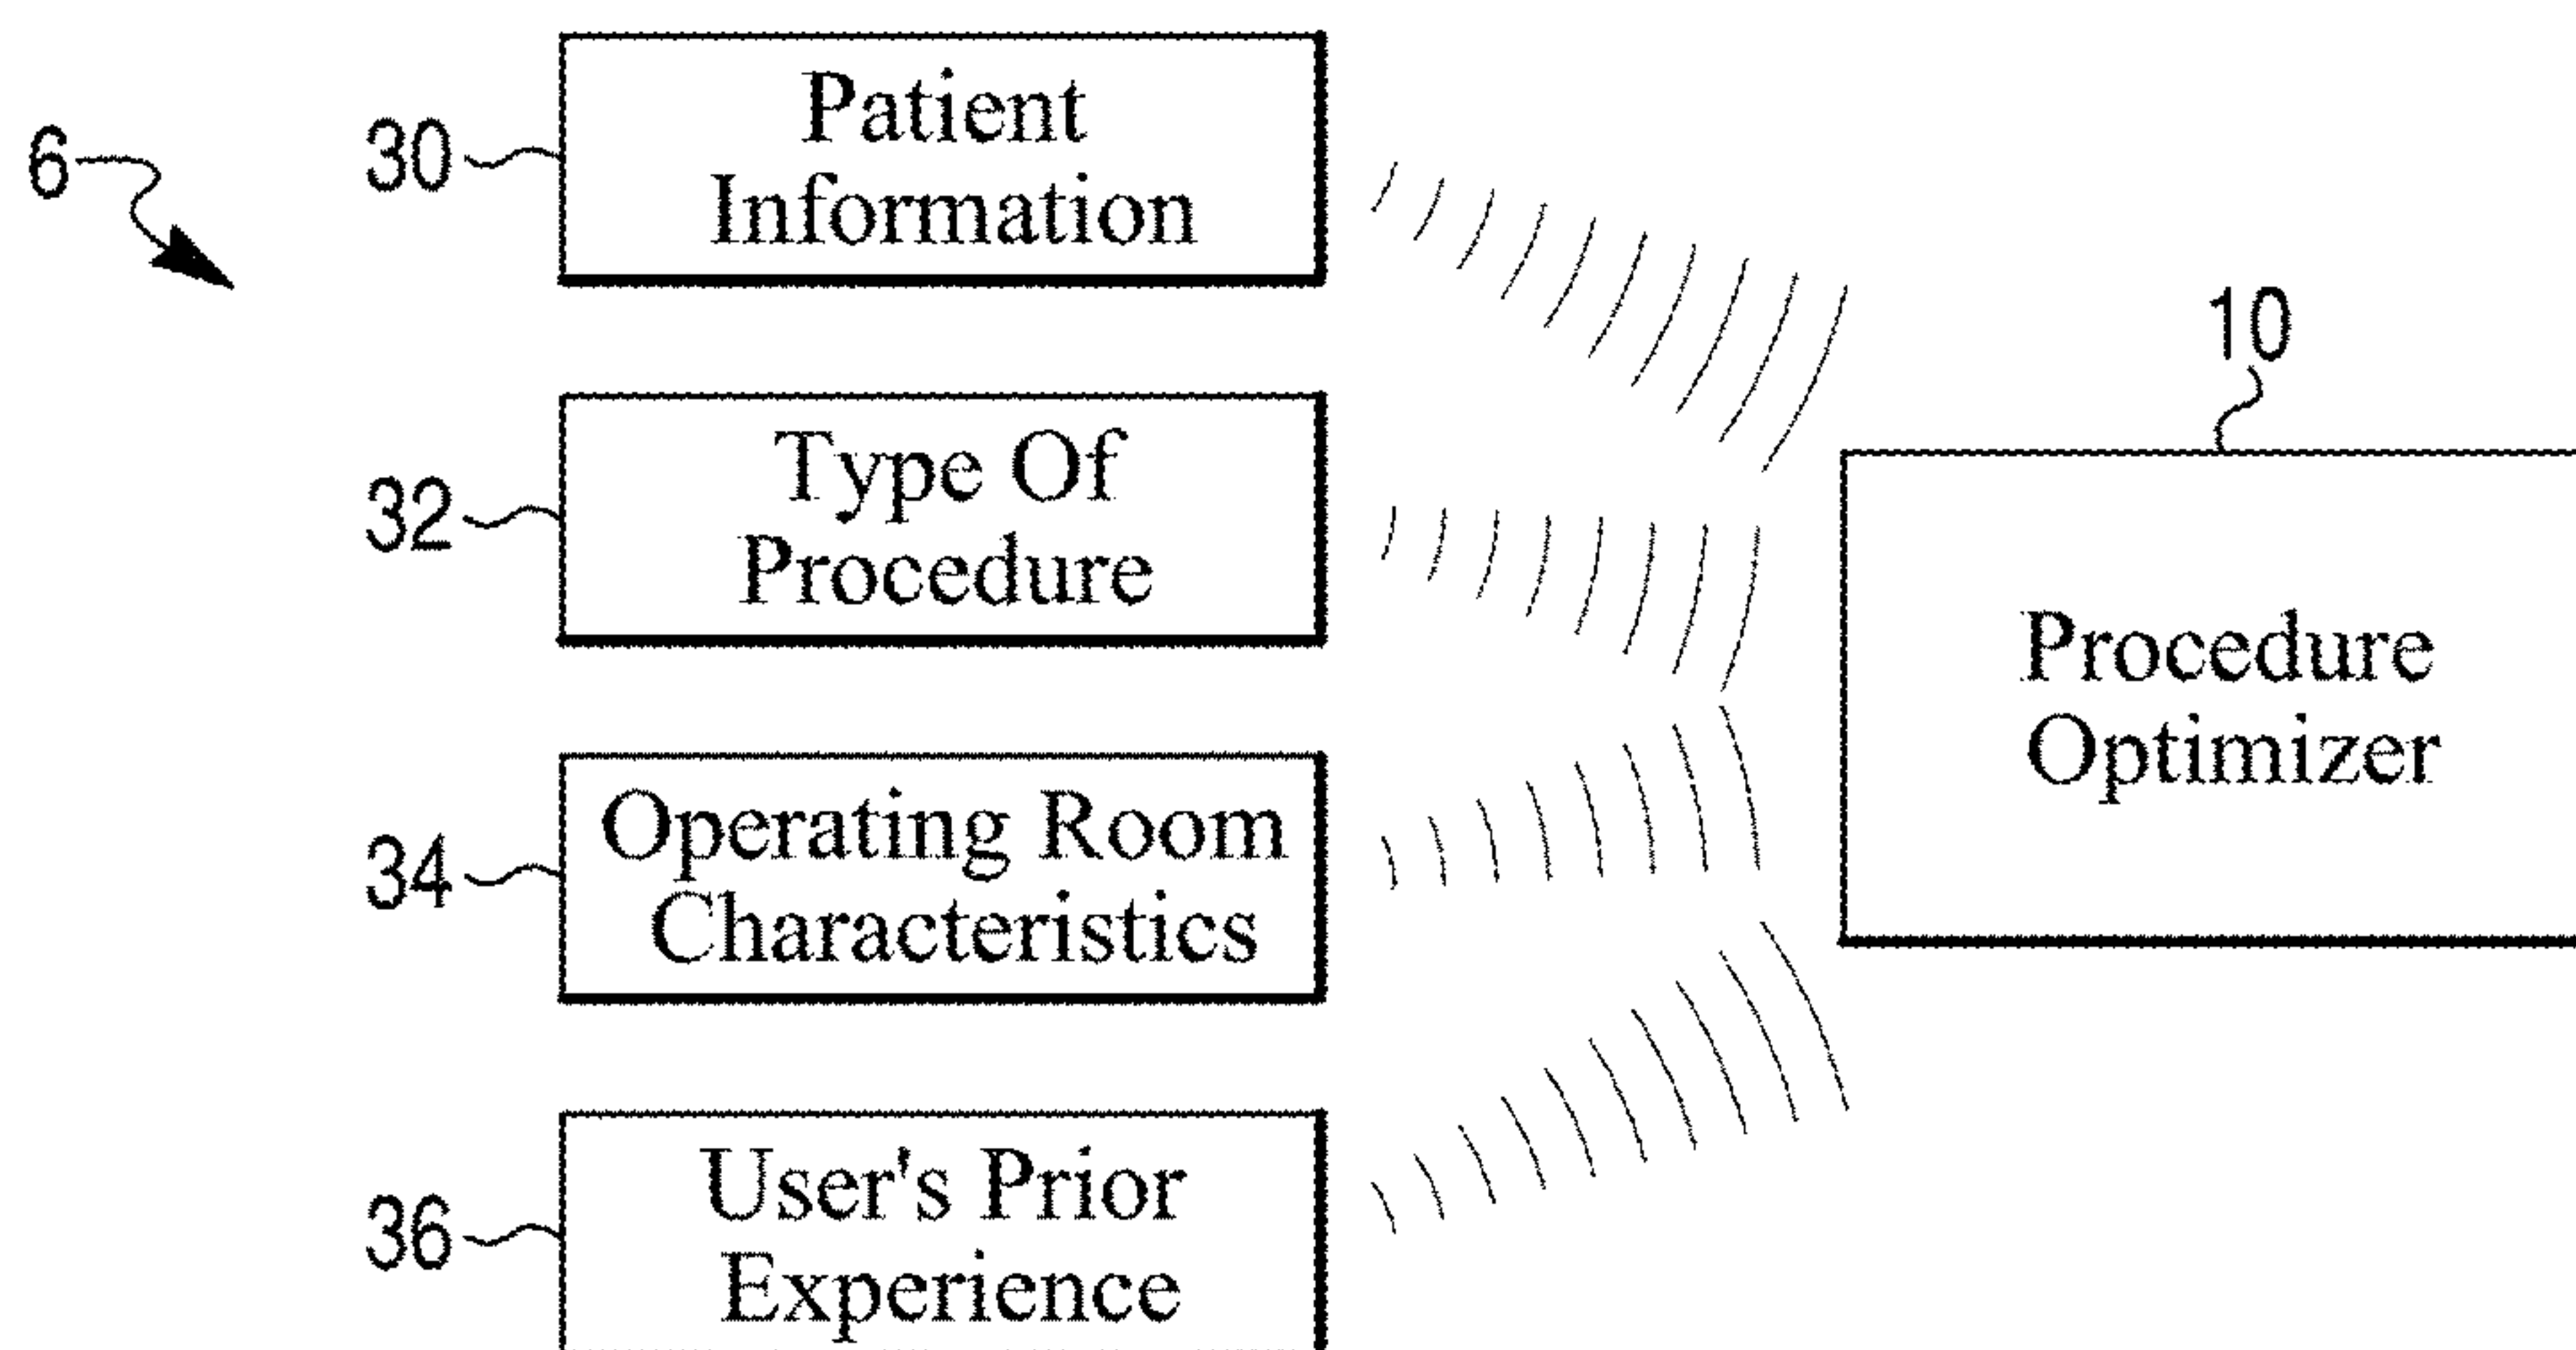 6
30
Patient
Information
32
Type Of
Procedure
34
Operating Room
Characteristics
36
User's Prior
Experience
10
Procedure
Optimizer